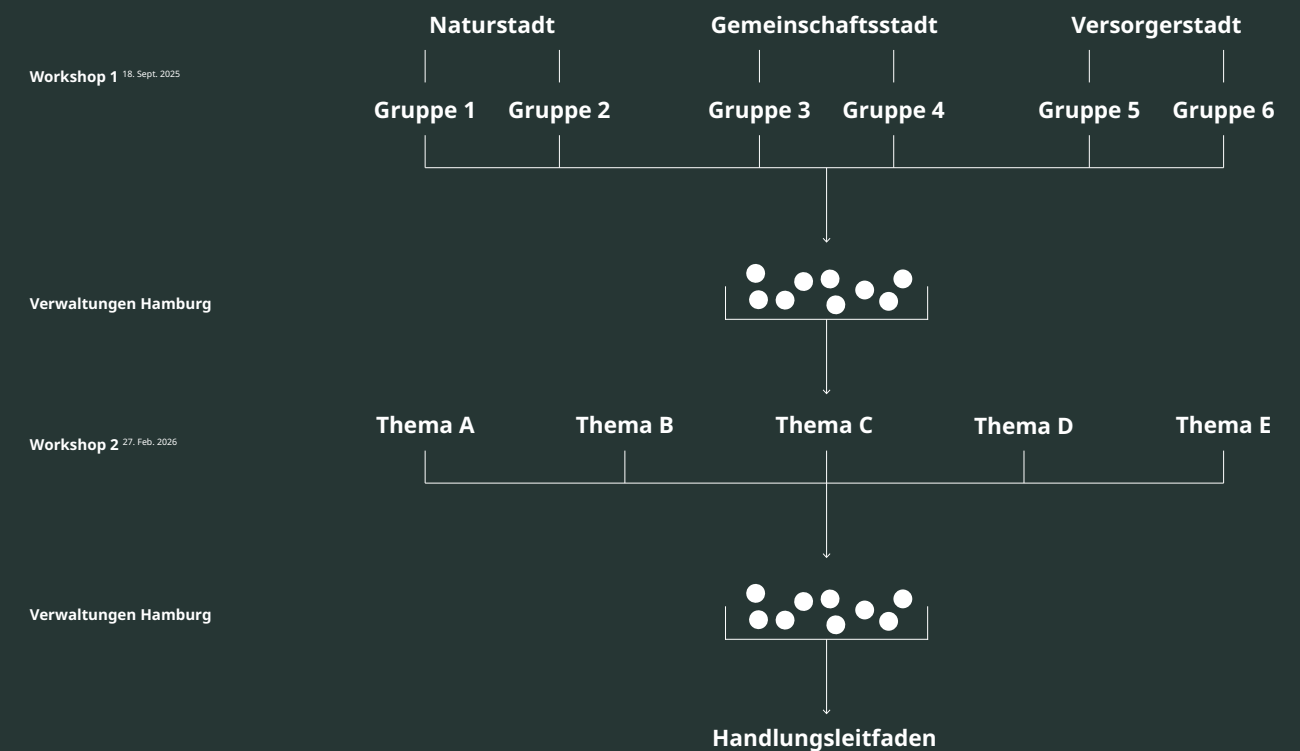 Naturstadt Gemeinschaftsstadt Versorgerstadt
Workshop 1 18. Sept. 2025
Gruppe 1 Gruppe 2 Gruppe 3 Gruppe 4 Gruppe 5 Gruppe 6
Verwaltungen Hamburg
Thema A Thema B Thema C Thema D Thema E
Workshop 2 27. Feb. 2026
Verwaltungen Hamburg
Handlungsleitfaden